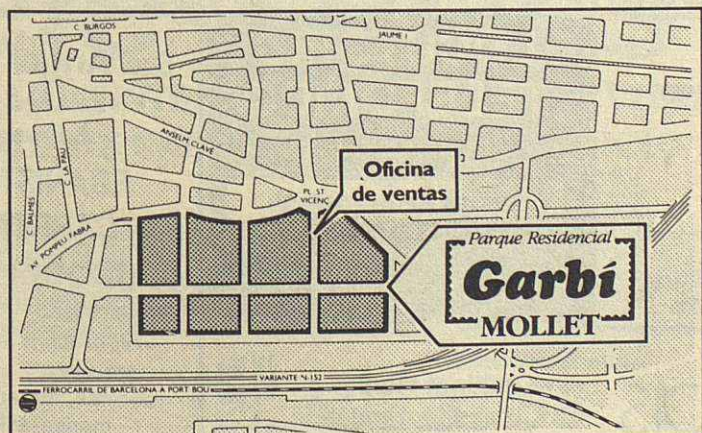 C. BURGOS
JAUME I
ANSELM CLAVÉ
C. LA PAU
C. BALMES
AV. POMPEU FABRA
PL. ST
VICENÇ
Oficina
de ventas
Parque Residencial
Garbí
MOLLET
VARIANTE N-152
FERROCARRIL DE BARCELONA A PORT BOU